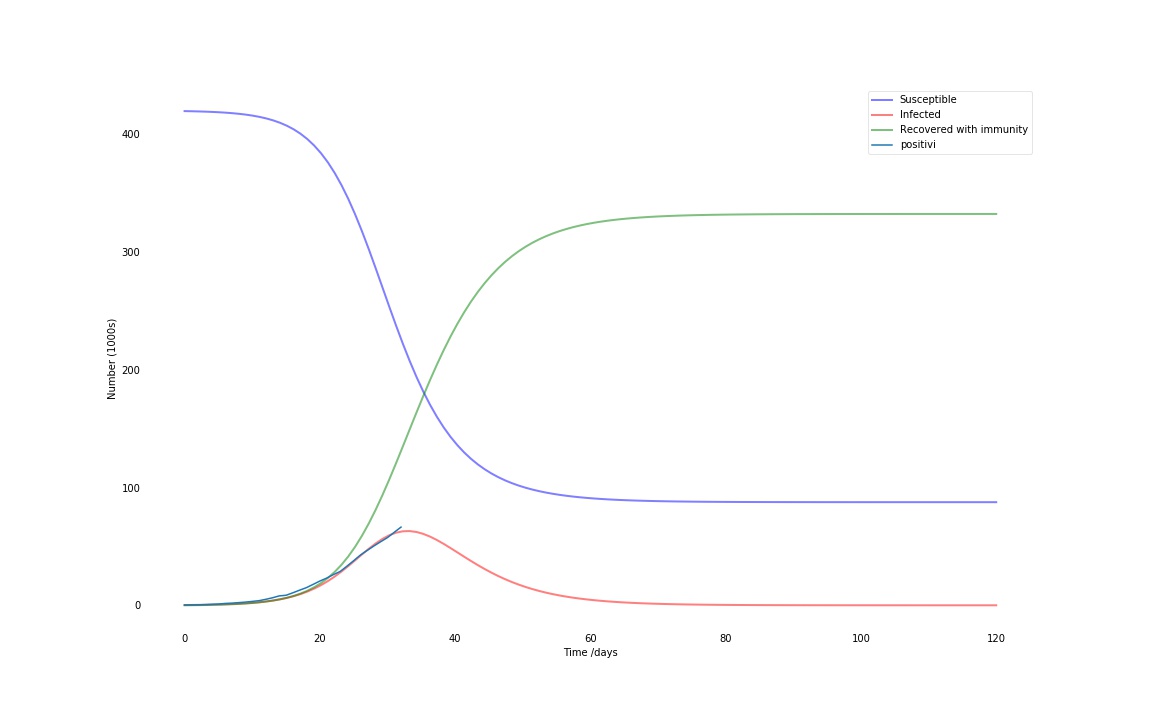 Susceptible
Infected
Recovered with immunity
positivi
400
300
200
100
0
Number (1000s)
0 20 40 60 80 100 120
Time /days